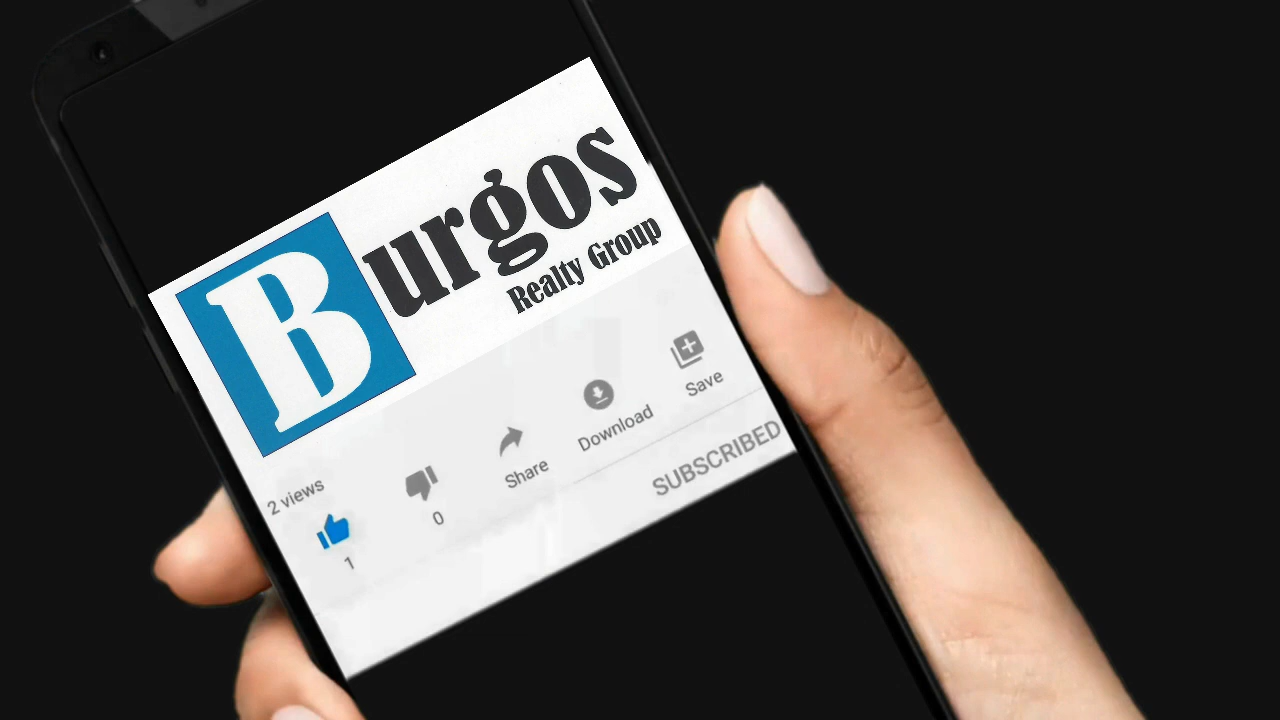 Burgos
Realty Group
2 views
1
0
Share
Download
Save
SUBSCRIBED